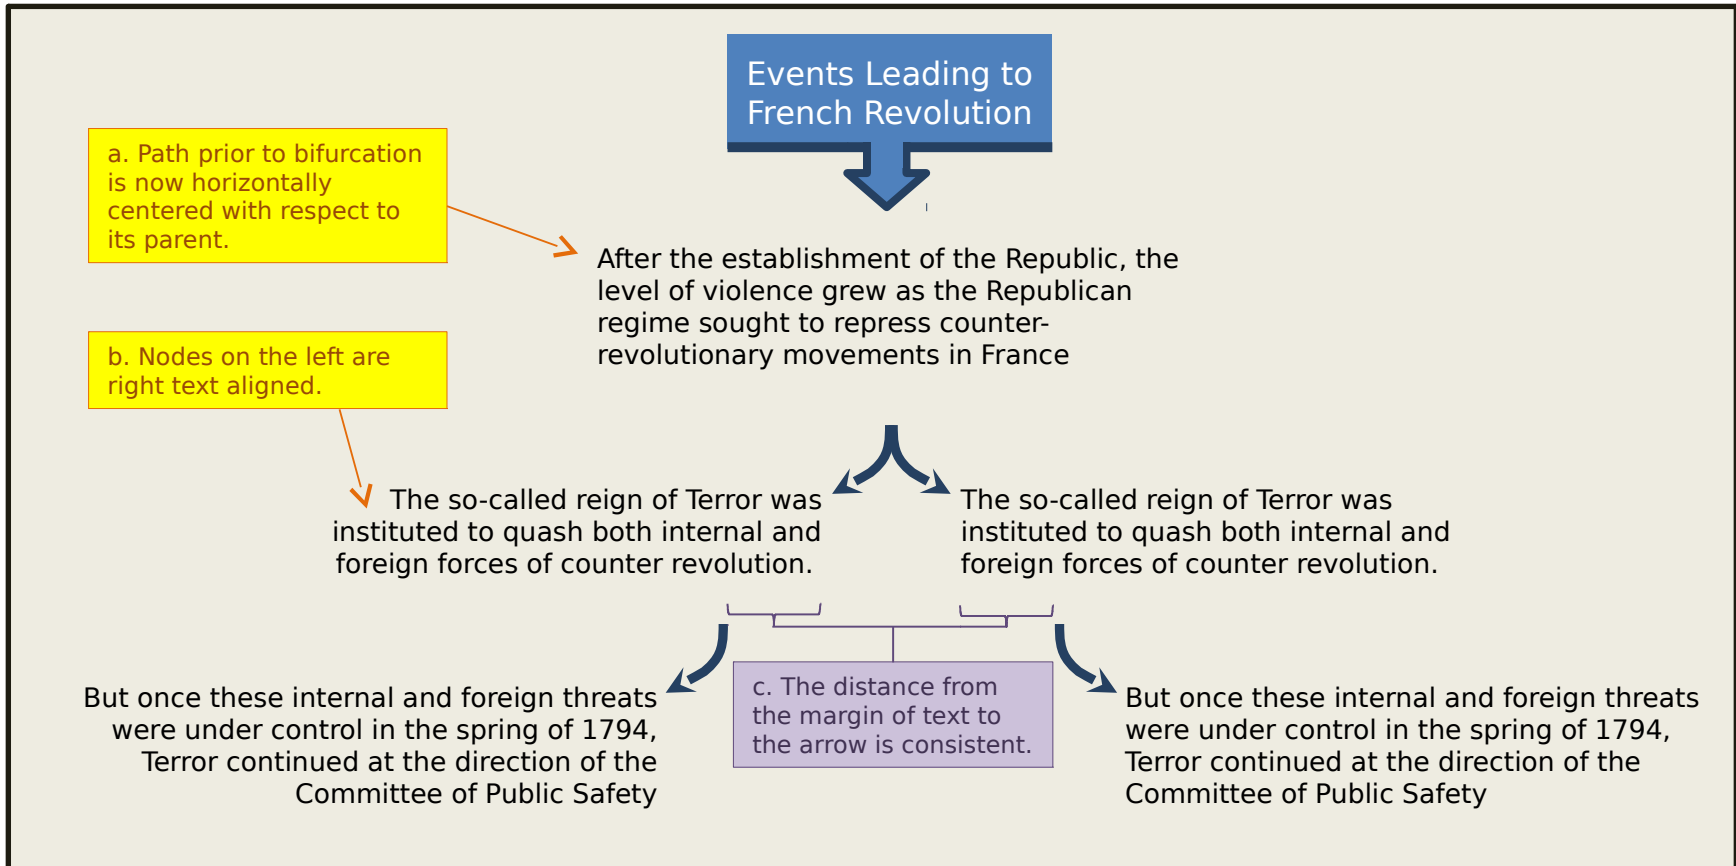 Events Leading to
French Revolution
a. Path prior to bifurcation
is now horizontally
centered with respect to
its parent.
After the establishment of the Republic, the
level of violence grew as the Republican
regime sought to repress counter-
revolutionary movements in France
b. Nodes on the left are
right text aligned.
The so-called reign of Terror was
instituted to quash both internal and
foreign forces of counter revolution.
The so-called reign of Terror was
instituted to quash both internal and
foreign forces of counter revolution.
But once these internal and foreign threats
were under control in the spring of 1794,
Terror continued at the direction of the
Committee of Public Safety
c. The distance from
the margin of text to
the arrow is consistent.
But once these internal and foreign threats
were under control in the spring of 1794,
Terror continued at the direction of the
Committee of Public Safety